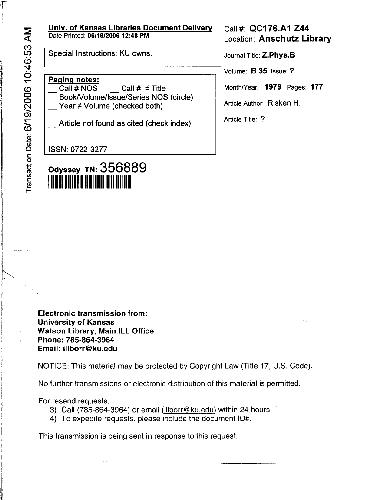 Univ. of Kansas Libraries Document Delivery
Date Printed: 06/19/2006 12:48 PM
Special Instructions: KU owns.
Paging notes:
__ Call # NOS __ Call # ≠ Title
__ Book/Volume/Issue/Series NOS (circle)
__ Year ≠ Volume (checked both)
__ Article not found as cited (check index)
ISSN: 0722-3277
Odyssey TN: 356889
Transaction Date: 6/19/2006 10:46:53 AM
Call #: QC176.A1 Z44
Location: Anschutz Library
Journal Title: Z.Phys.B
Volume: B 35 Issue: ?
Month/Year: 1979 Pages: 177
Article Author: Risken H.
Article Title: ?
Electronic transmission from:
University of Kansas
Watson Library, Main ILL Office
Phone: 785-864-3964
Email: illborr@ku.edu
NOTICE: This material may be protected by Copyright Law (Title 17, U.S. Code).
No further transmissions or electronic distribution of this material is permitted.
For resend requests:
3) Call (785-864-3964) or email (illborr@ku.edu) within 24 hours
4) To expedite requests, please include the document ID#.
This transmission is being sent in response to this request.